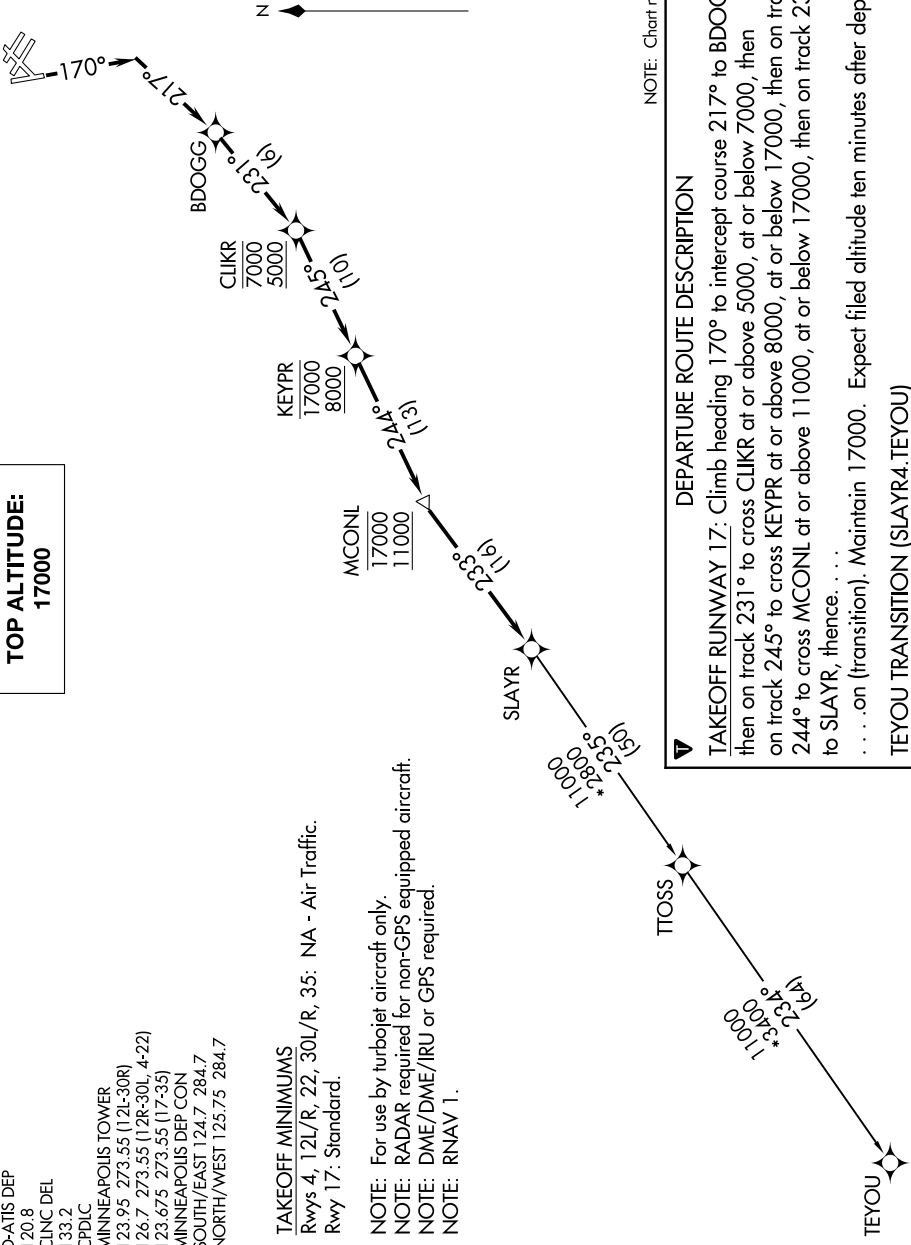 TOP ALTITUDE:
17000
D-ATIS DEP
120.8
CLNC DEL
133.2
CPDLC
MINNEAPOLIS TOWER
123.95 273.55 (12L-30R)
126.7 273.55 (12R-30L, 4-22)
123.675 273.55 (17-35)
MINNEAPOLIS DEP CON
SOUTH/EAST 124.7 284.7
NORTH/WEST 125.75 284.7
TAKEOFF MINIMUMS
Rwys 4, 12L/R, 22, 30L/R, 35: NA - Air Traffic.
Rwy 17: Standard.
NOTE: For use by turbojet aircraft only.
NOTE: RADAR required for non-GPS equipped aircraft.
NOTE: DME/DME/IRU or GPS required.
NOTE: RNAV 1.
N
170°
217°
BDOGG
231°
(6)
CLIKR
7000
5000
245°
(10)
KEYPR
17000
8000
244°
(13)
MCONL
17000
11000
233°
(16)
SLAYR
11000
*2800
235°
(50)
TTOSS
11000
*3400
234°
(64)
TEYOU
NOTE: Chart
T
DEPARTURE ROUTE DESCRIPTION
TAKEOFF RUNWAY 17: Climb heading 170° to intercept course 217° to BDOG
then on track 231° to cross CLIKR at or above 5000, at or below 7000, then
on track 245° to cross KEYPR at or above 8000, at or below 17000, then on tra
244° to cross MCONL at or above 11000, at or below 17000, then on track 23
to SLAYR, thence. . . .
. . . .on (transition). Maintain 17000. Expect filed altitude ten minutes after dep
TEYOU TRANSITION (SLAYR4.TEYOU)